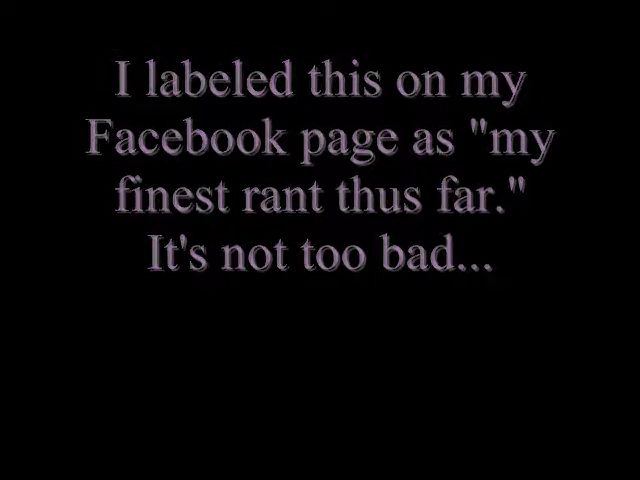 I labeled this on my
Facebook page as "my
finest rant thus far."
It's not too bad...